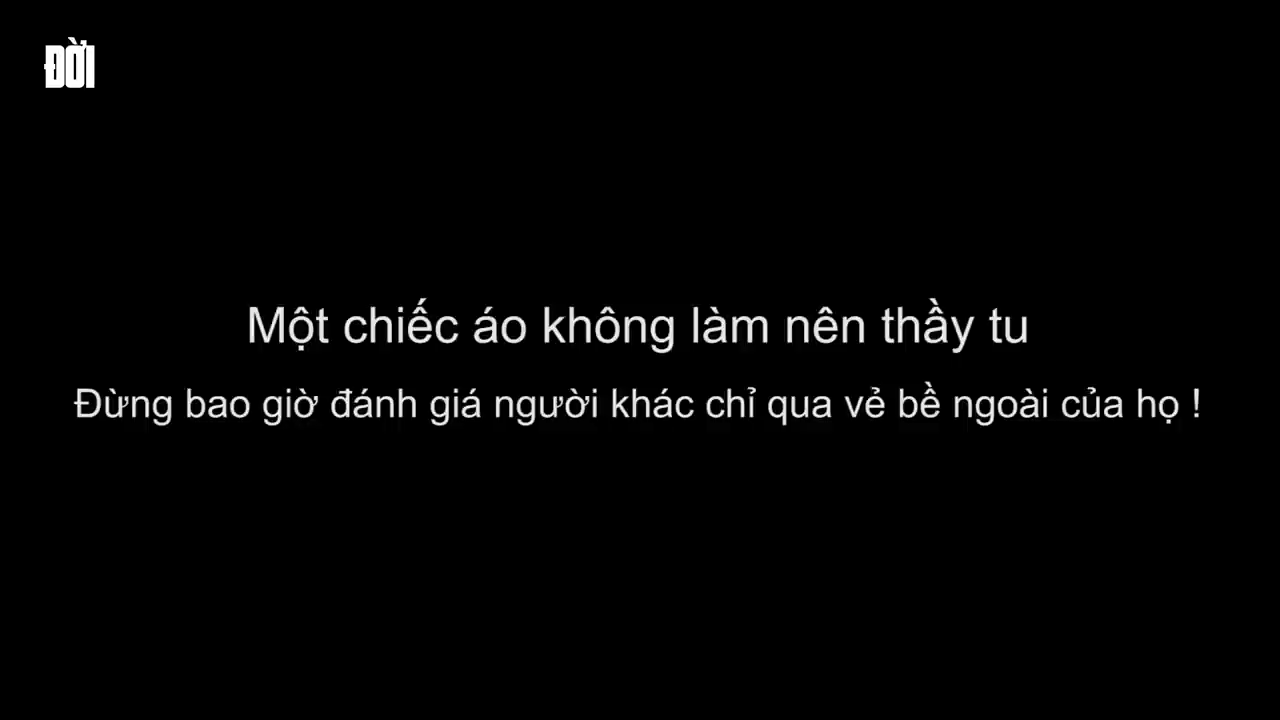 ĐỜI
Một chiếc áo không làm nên thầy tu
Đừng bao giờ đánh giá người khác chỉ qua vẻ bề ngoài của họ !